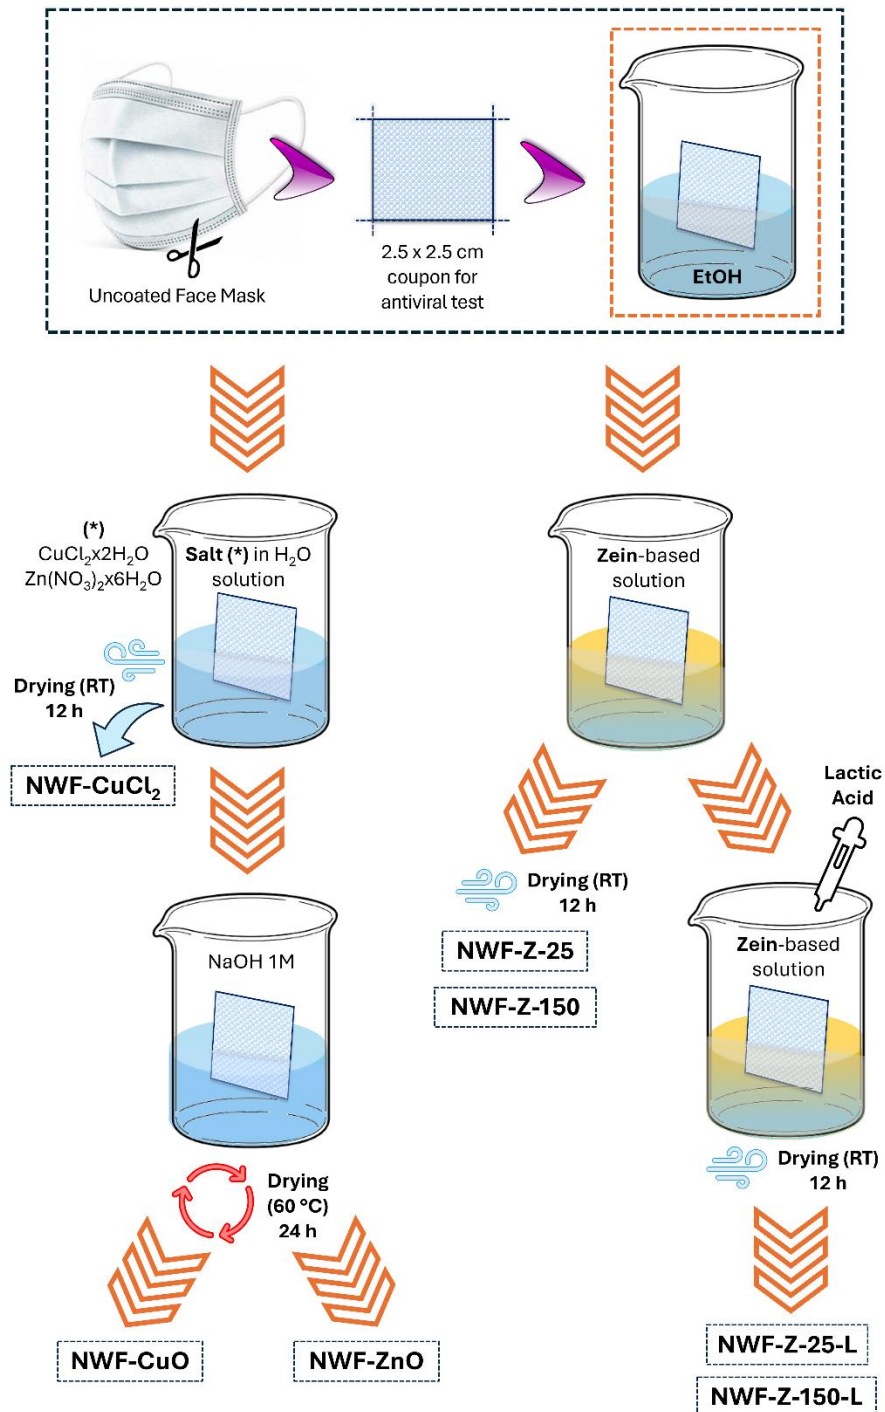 Uncoated Face Mask
2.5 x 2.5 cm
coupon for
antiviral test
EtOH
(*)
CuCl₂x2H₂O
Zn(NO₃)₂x6H₂O
Salt (*) in H₂O
solution
Drying (RT)
12 h
NWF-CuCl₂
NaOH 1M
Drying
(60 °C)
24 h
NWF-CuO
NWF-ZnO
Zein-based
solution
Drying (RT)
12 h
NWF-Z-25
NWF-Z-150
Lactic
Acid
Zein-based
solution
Drying (RT)
12 h
NWF-Z-25-L
NWF-Z-150-L